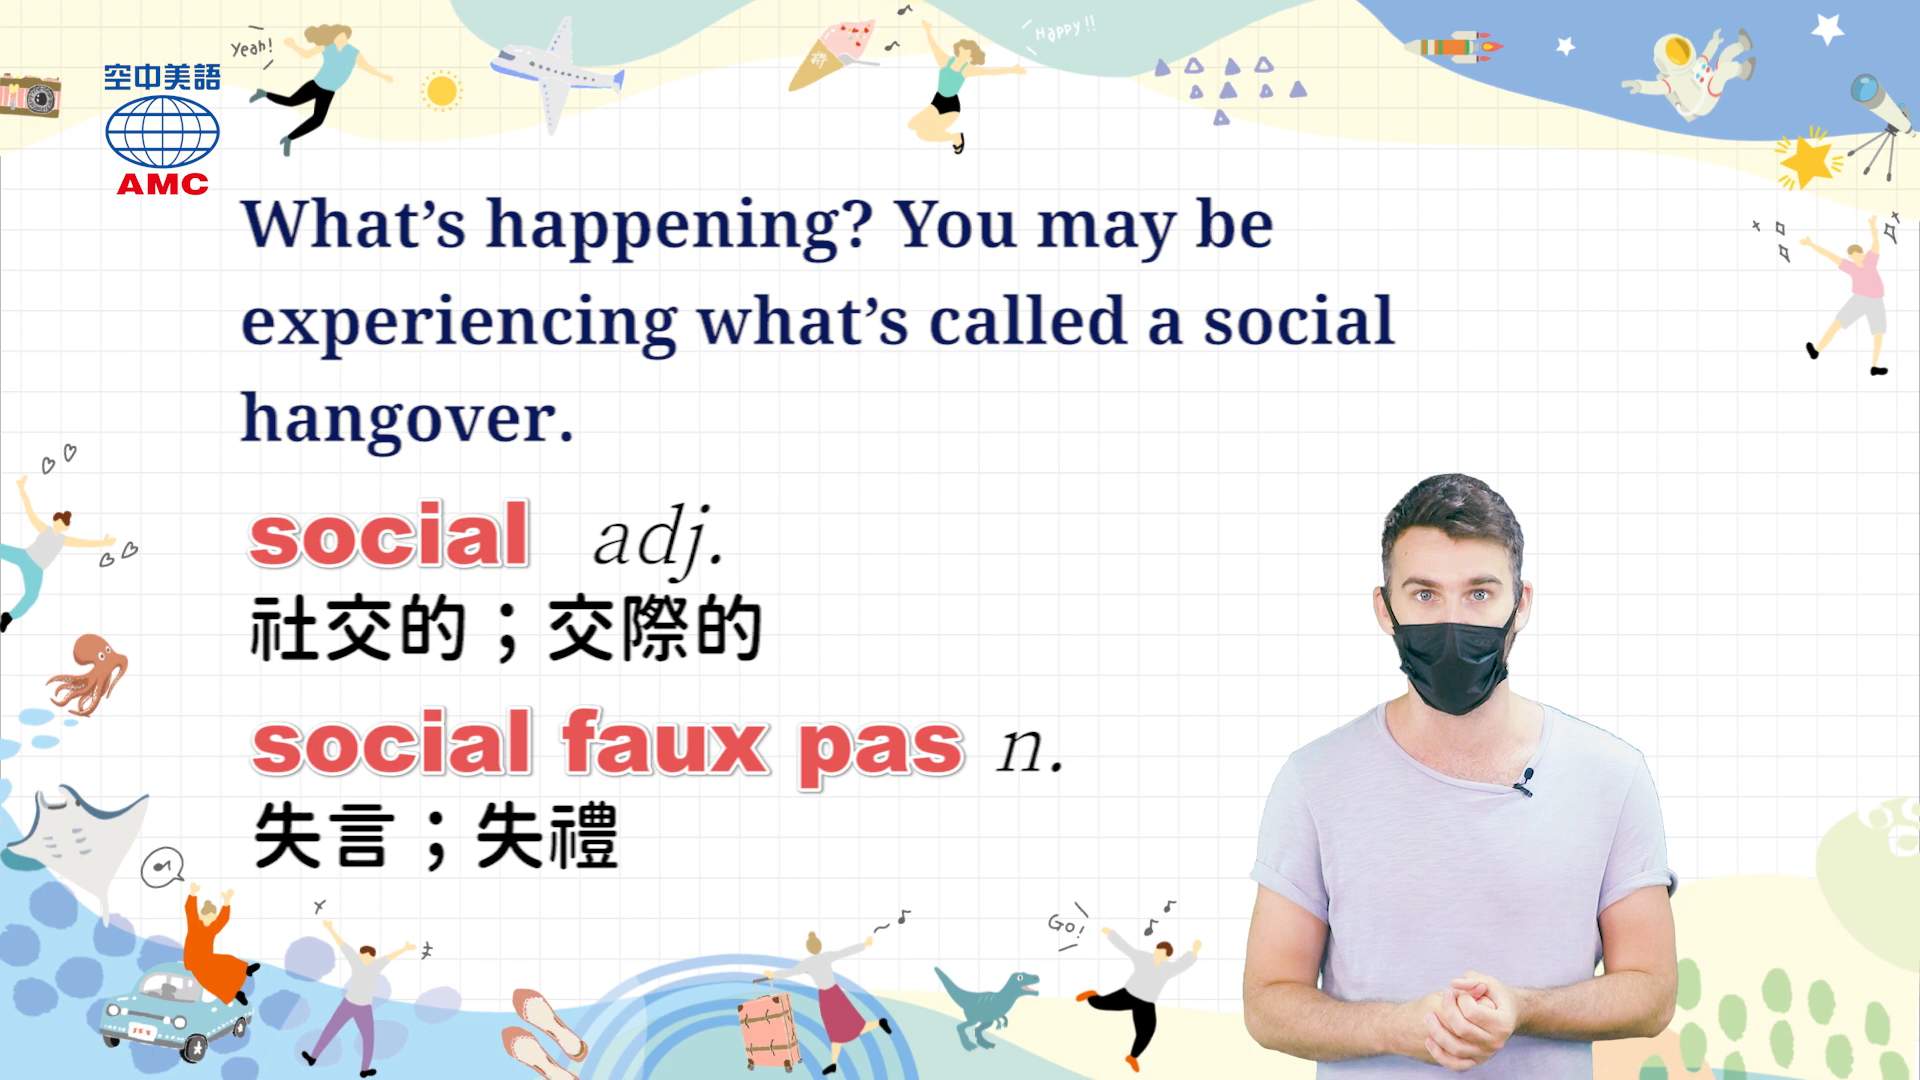 Yeah!
Happy!!
空中美語
AMC
What’s happening? You may be
experiencing what’s called a social
hangover.
social adj.
社交的；交際的
social faux pas n.
失言；失禮
Go!